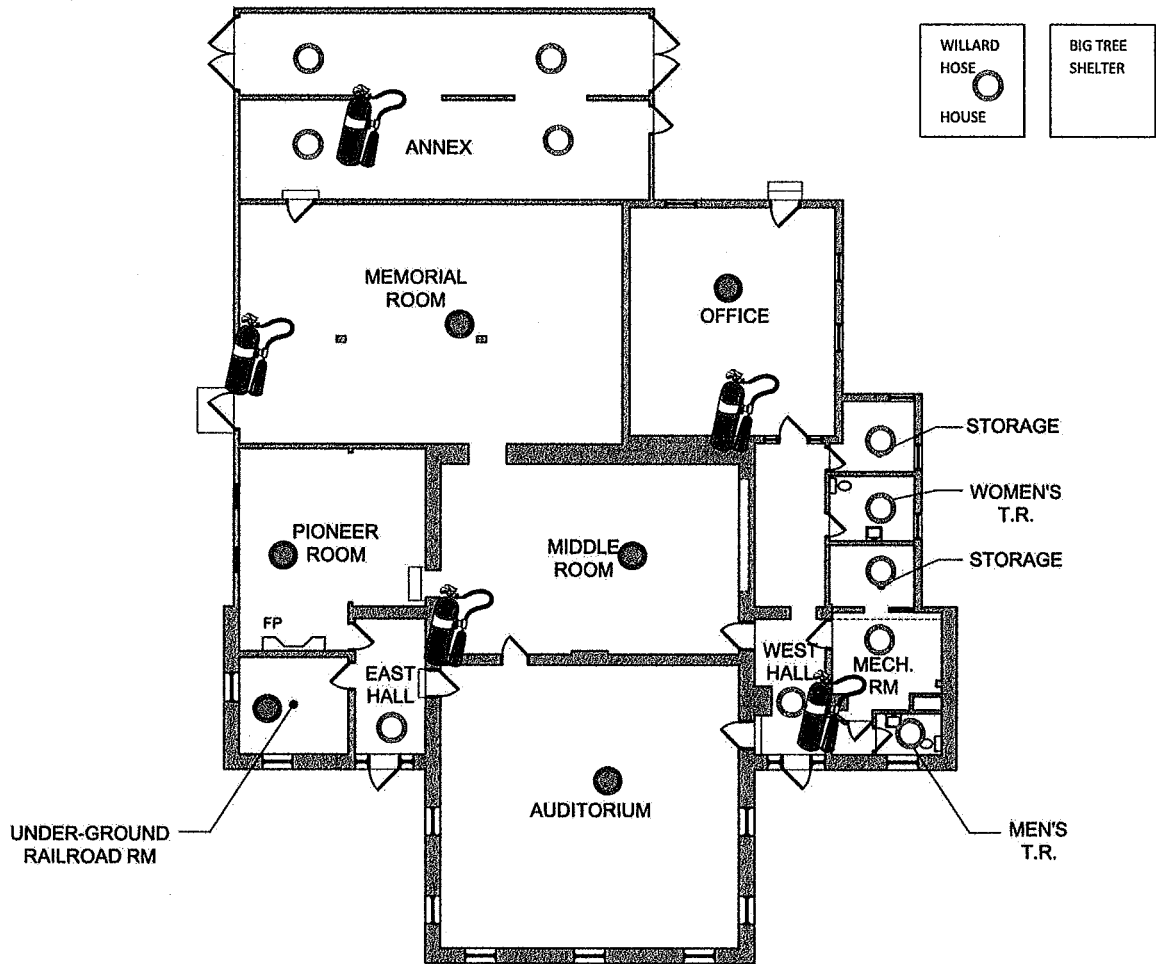 WILLARD
HOSE
HOUSE
BIG TREE
SHELTER
ANNEX
MEMORIAL
ROOM
OFFICE
STORAGE
WOMEN'S
T.R.
STORAGE
PIONEER
ROOM
MIDDLE
ROOM
FP
EAST
HALL
WEST
HALL
MECH.
RM
AUDITORIUM
UNDER-GROUND
RAILROAD RM
MEN'S
T.R.